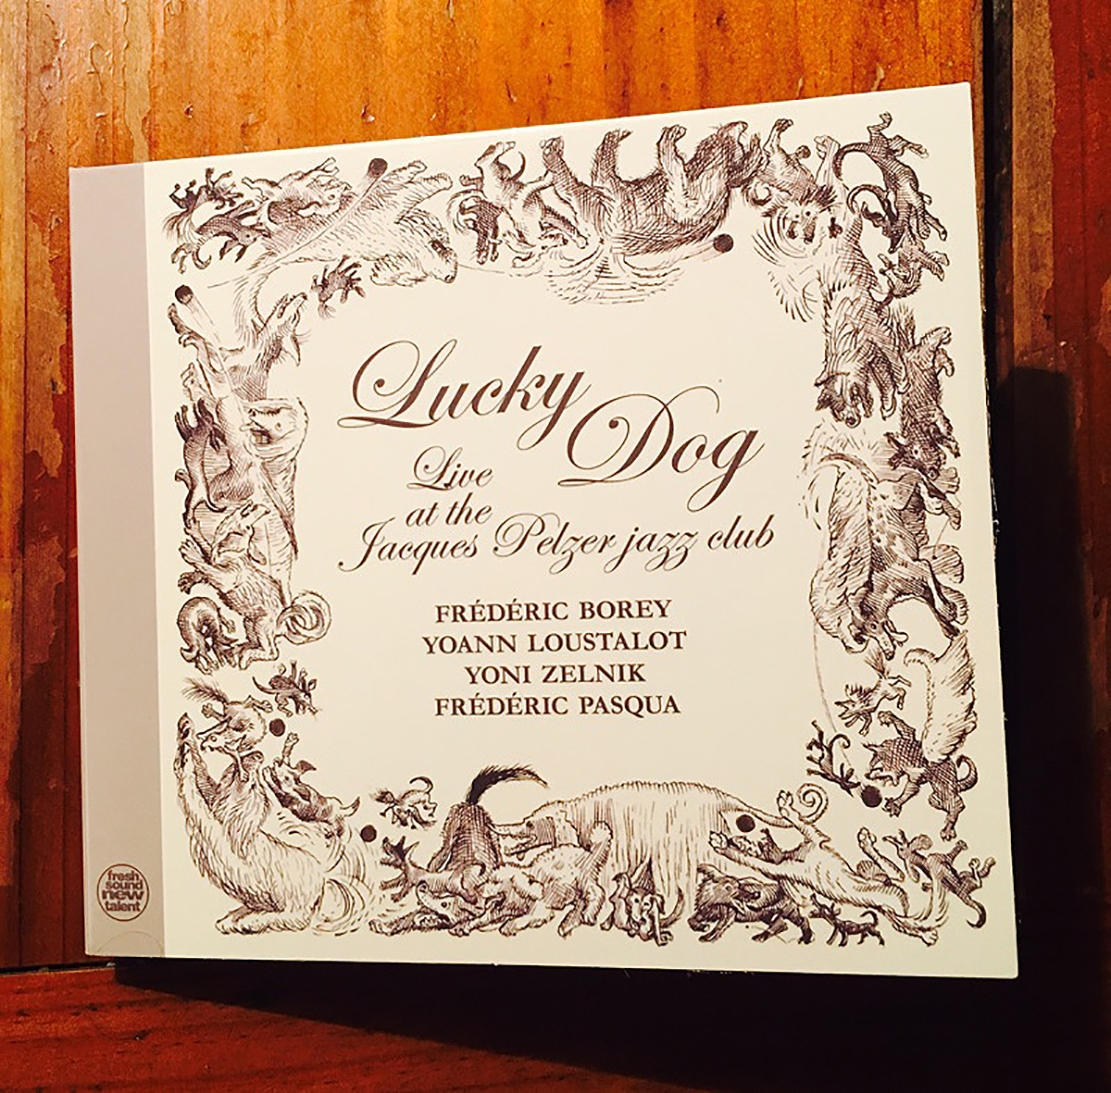 Lucky
Dog
Live
at the
Jacques Pelzer jazz club
FRÉDÉRIC BOREY
YOANN LOUSTALOT
YONI ZELNIK
FRÉDÉRIC PASQUA
fresh
sound
new
talent